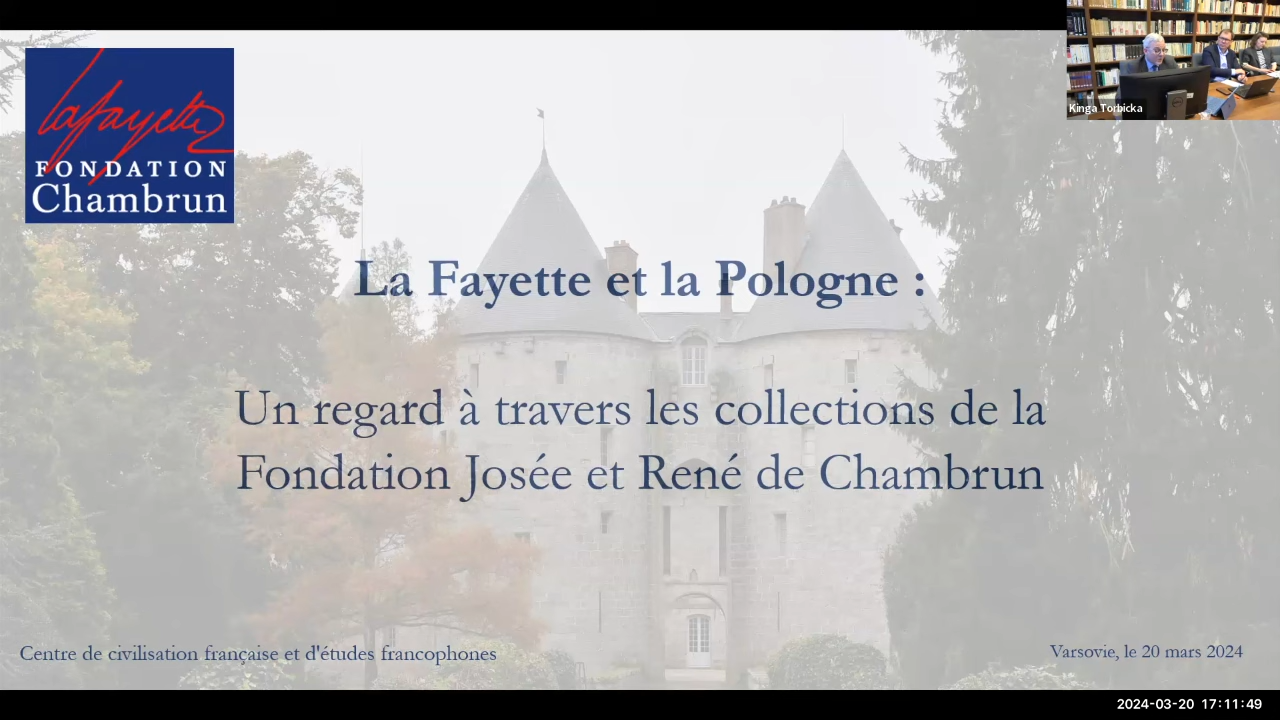 Kinga Torbicka
lafayette
FONDATION
Chambrun
La Fayette et la Pologne :
Un regard à travers les collections de la
Fondation Josée et René de Chambrun
Centre de civilisation française et d'études francophones
Varsovie, le 20 mars 2024
2024-03-20 17:11:49